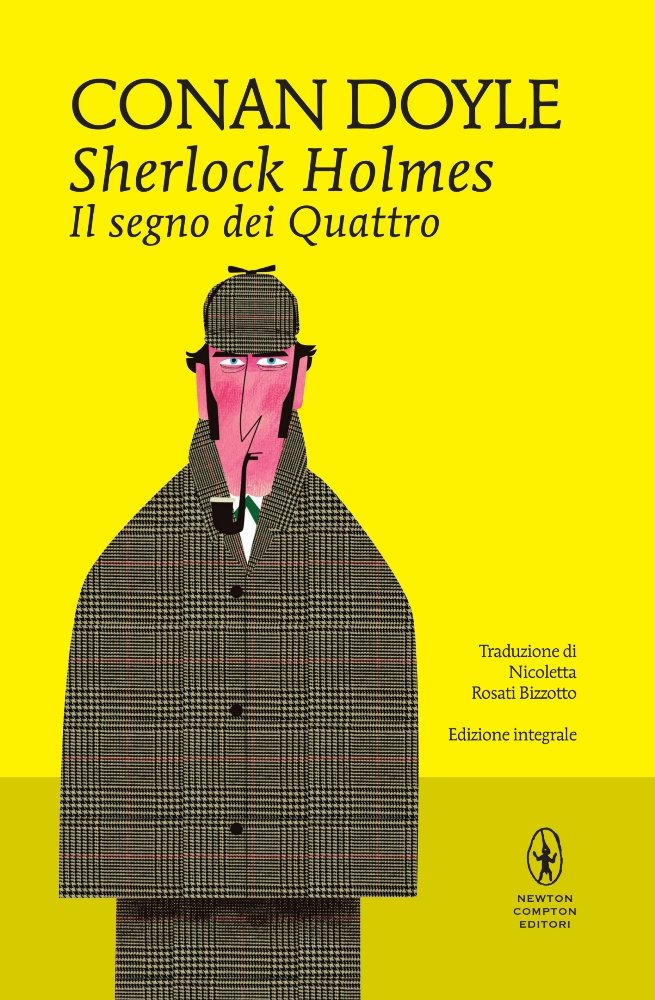 CONAN DOYLE
Sherlock Holmes
Il segno dei Quattro
Traduzione di
Nicoletta
Rosati Bizzotto
Edizione integrale
NEWTON
COMPTON
EDITORI